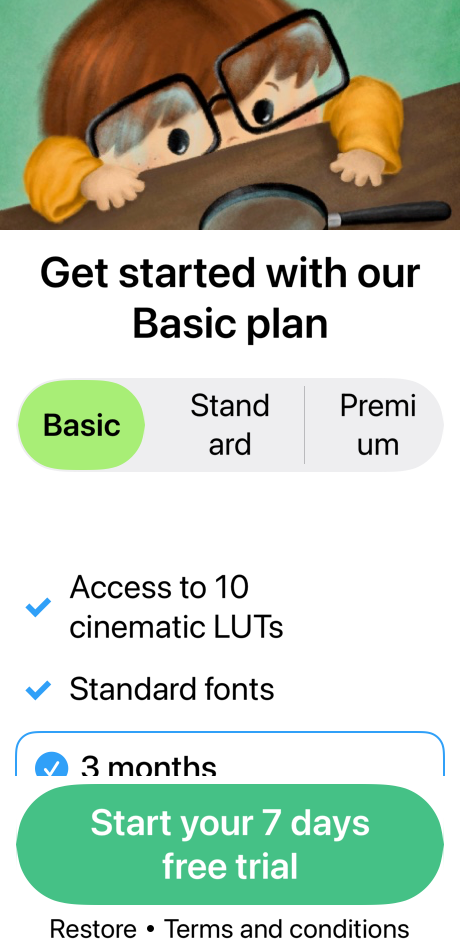 Get started with our
Basic plan
Basic
Stand
ard
Premi
um
Access to 10
cinematic LUTs
Standard fonts
3 months
Start your 7 days
free trial
Restore • Terms and conditions